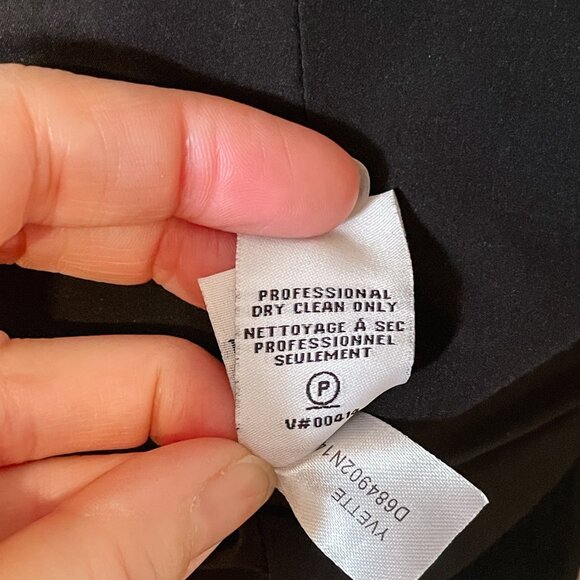 PROFESSIONAL
DRY CLEAN ONLY
NETTOYAGE À SEC
PROFESSIONNEL
SEULEMENT
P
YVETTE